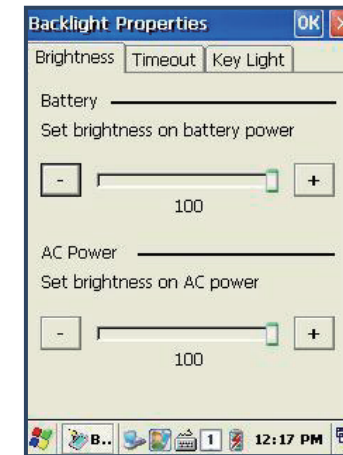 Backlight Properties OK
Brightness Timeout Key Light
Battery
Set brightness on battery power
- +
100
AC Power
Set brightness on AC power
- +
100
B.. 1 12:17 PM